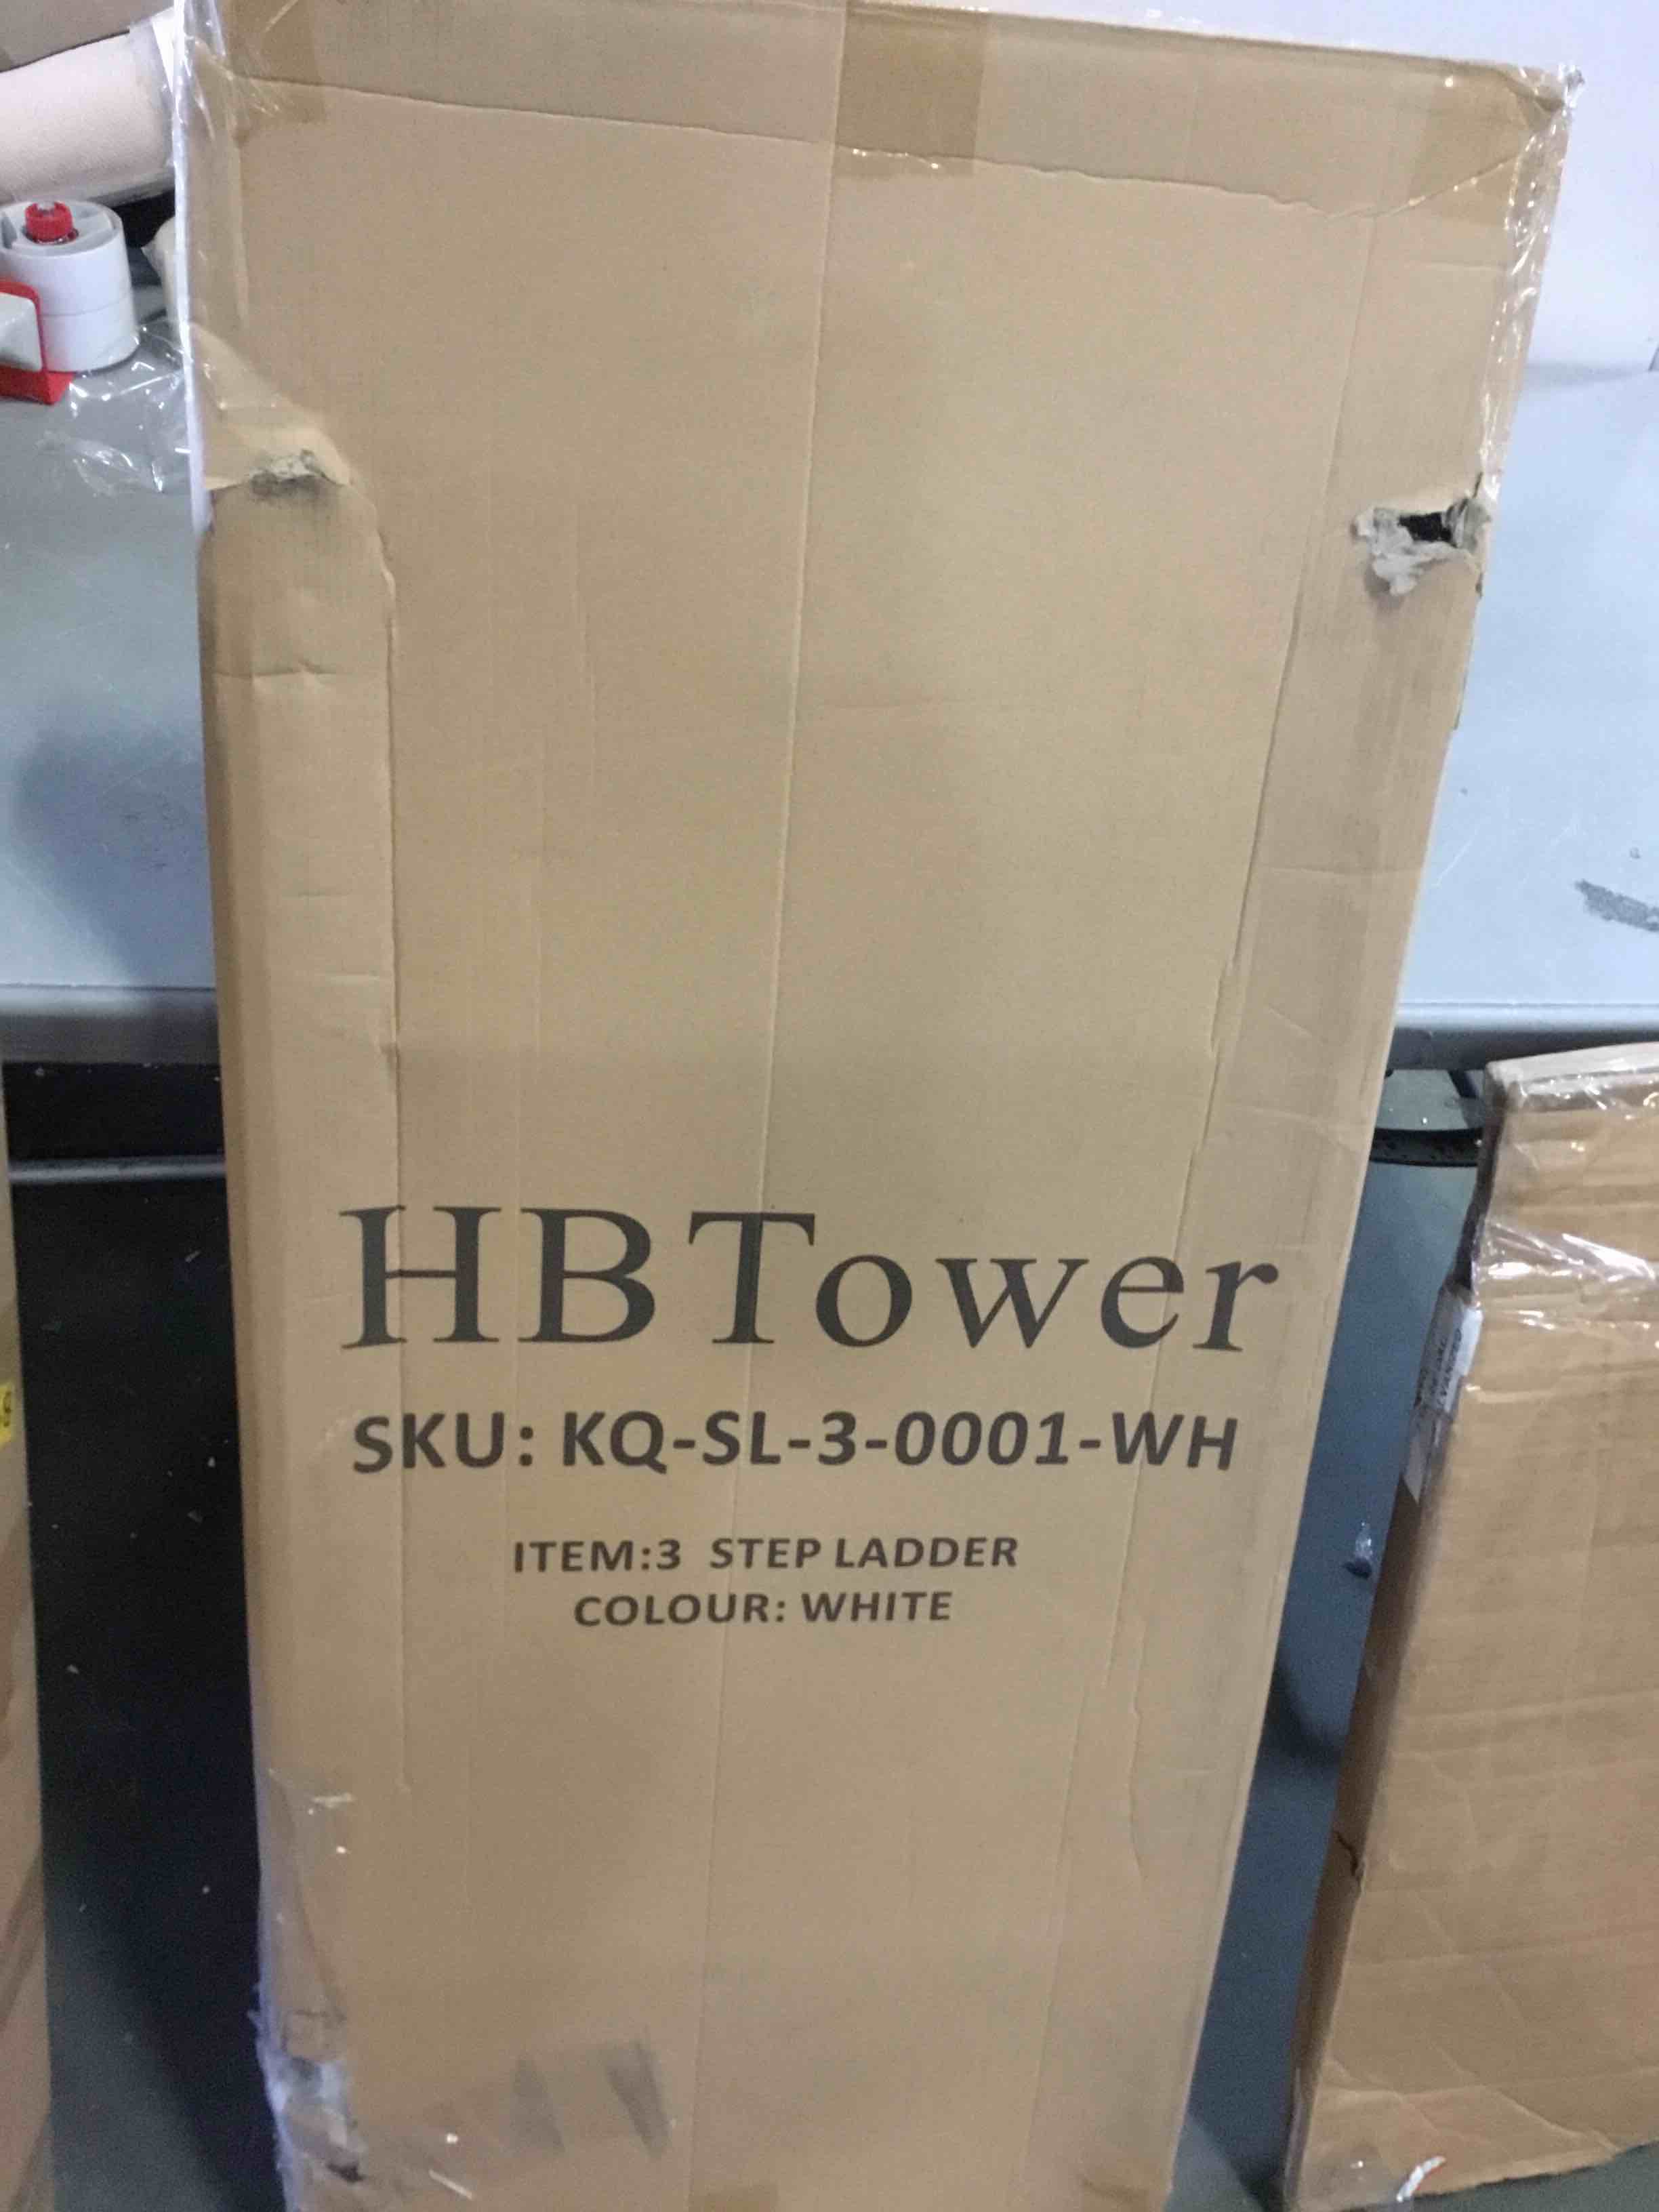 HBTower
SKU: KQ-SL-3-0001-WH
ITEM:3 STEP LADDER
COLOUR: WHITE